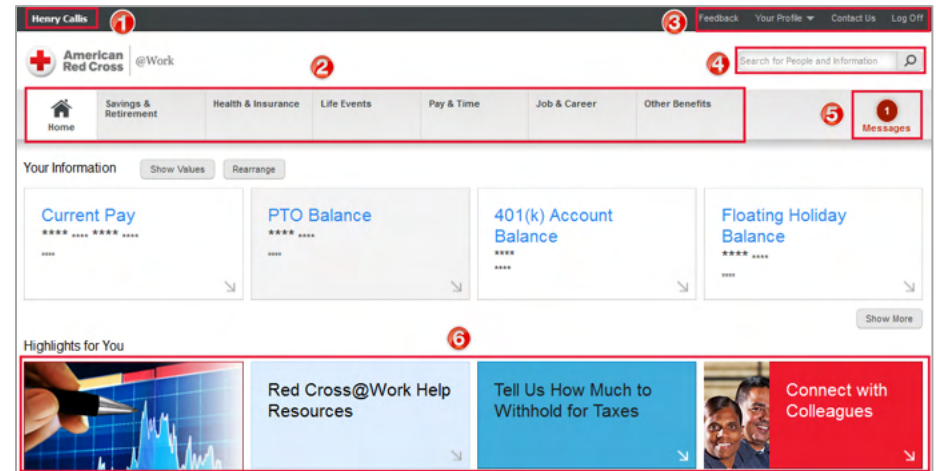 Henry Callis
1
3
Feedback Your Profile Contact Us Log Off
American Red Cross
@Work
2
4
Search for People and Information
Home
Savings & Retirement
Health & Insurance
Life Events
Pay & Time
Job & Career
Other Benefits
5
1
Messages
Your Information
Show Values
Rearrange
Current Pay
**** .... **** ....
....
PTO Balance
**** ....
....
401(k) Account
Balance
****
....
Floating Holiday
Balance
**** ....
....
Show More
Highlights for You
6
Red Cross@Work Help
Resources
Tell Us How Much to
Withhold for Taxes
Connect with
Colleagues